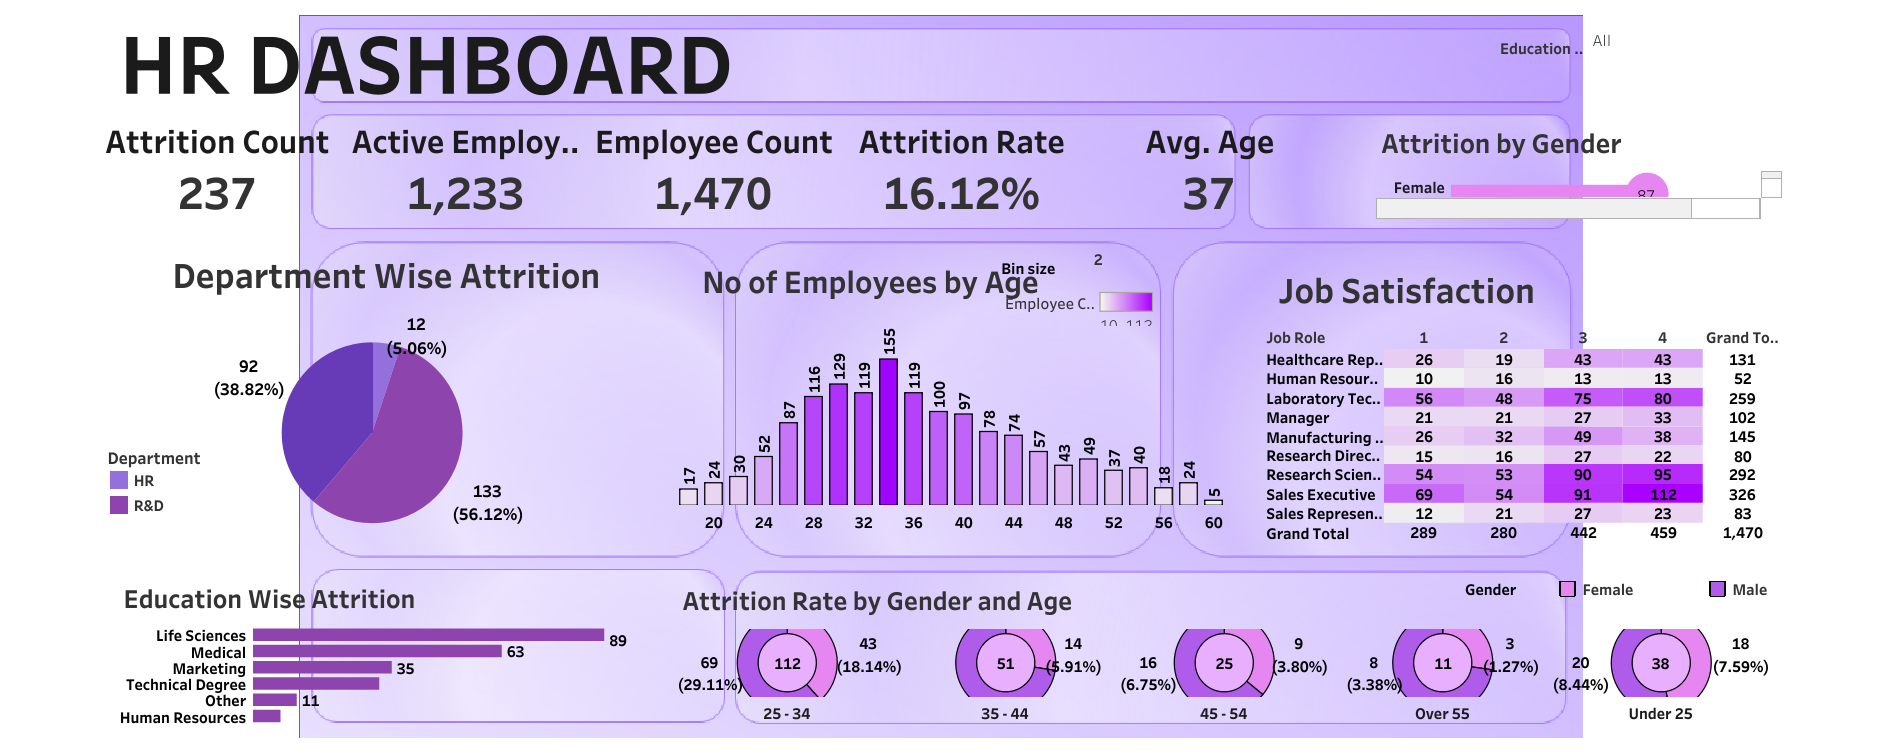 HR DASHBOARD
Education ..
All
Attrition Count
Active Employ..
Employee Count
Attrition Rate
Avg. Age
237
1,233
1,470
16.12%
37
Attrition by Gender
Female
87
Department Wise Attrition
12
(5.06%)
92
(38.82%)
133
(56.12%)
Department
HR
R&D
No of Employees by Age
Bin size
2
Employee C..
10 112
17 24 30 52 87 116 129 119 155 119 100 97 78 74 57 43 49 37 40 18 24 5
20 24 28 32 36 40 44 48 52 56 60
Job Satisfaction
Job Role 1 2 3 4 Grand To..
Healthcare Rep.. 26 19 43 43 131
Human Resour.. 10 16 13 13 52
Laboratory Tec.. 56 48 75 80 259
Manager 21 21 27 33 102
Manufacturing .. 26 32 49 38 145
Research Direc.. 15 16 27 22 80
Research Scien.. 54 53 90 95 292
Sales Executive 69 54 91 112 326
Sales Represen.. 12 21 27 23 83
Grand Total 289 280 442 459 1,470
Education Wise Attrition
Life Sciences 89
Medical 63
Marketing 35
Technical Degree
Other 11
Human Resources
Attrition Rate by Gender and Age
Gender
Female
Male
69
(29.11%)
112
43
(18.14%)
25 - 34
51
14
(5.91%)
35 - 44
16
(6.75%)
25
9
(3.80%)
45 - 54
8
(3.38%)
11
3
(1.27%)
Over 55
20
(8.44%)
38
18
(7.59%)
Under 25